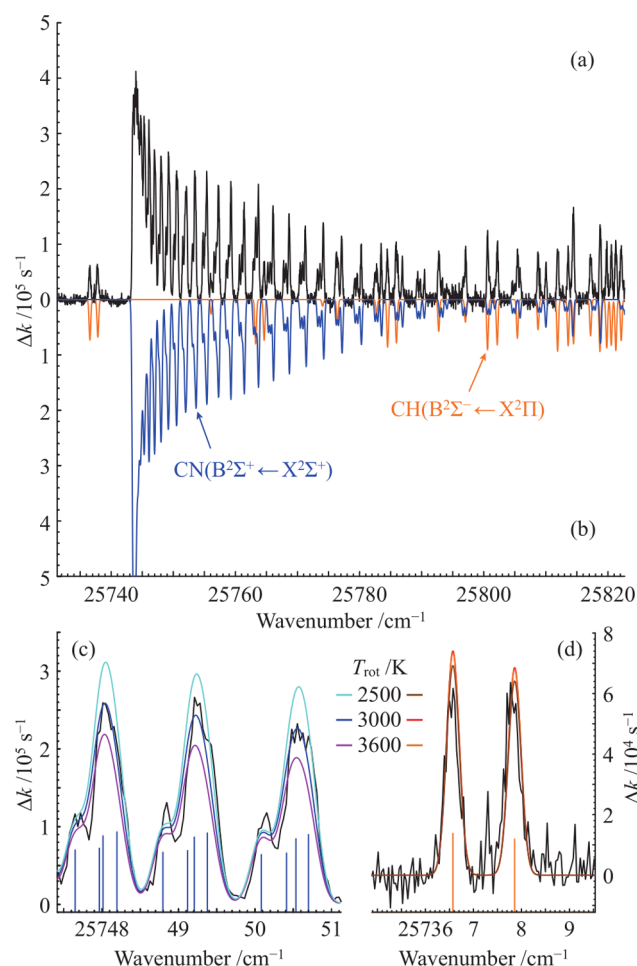 5
(a)
4
3
2
1
Δk /10⁵ s⁻¹
0
1
CH(B²Σ⁻ ← X²Π)
2
CN(B²Σ⁺ ← X²Σ⁺)
3
4
(b)
5
25740 25760 25780 25800 25820
Wavenumber /cm⁻¹
(c) (d) 8
3 T_rot /K
2500 6
3000
2 3600 4
Δk /10⁵ s⁻¹ Δk /10⁴ s⁻¹
1 2
0 0
25748 49 50 51 25736 7 8 9
Wavenumber /cm⁻¹ Wavenumber /cm⁻¹